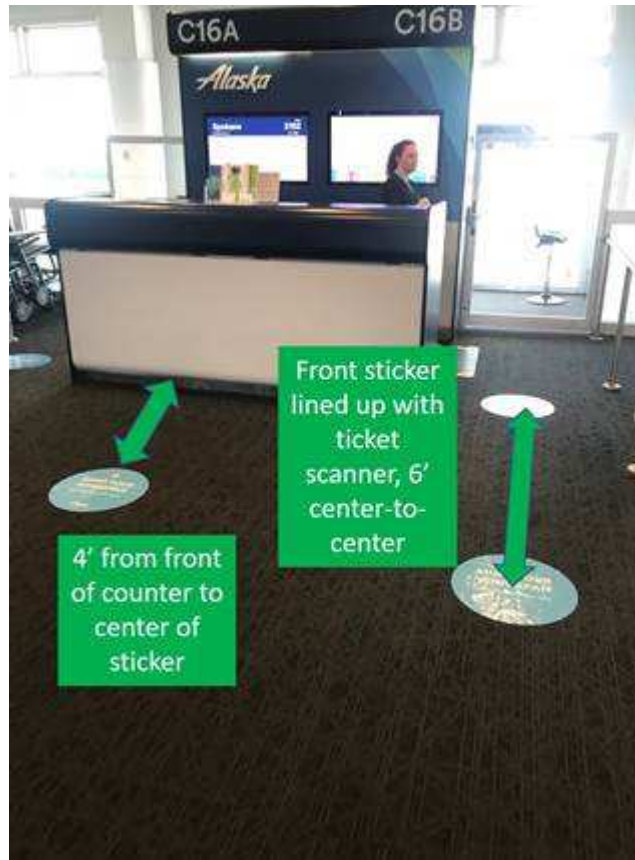 C16A
C16B
Alaska
Spokane
Front sticker
lined up with
ticket
scanner, 6’
center-to-
center
4’ from front
of counter to
center of
sticker